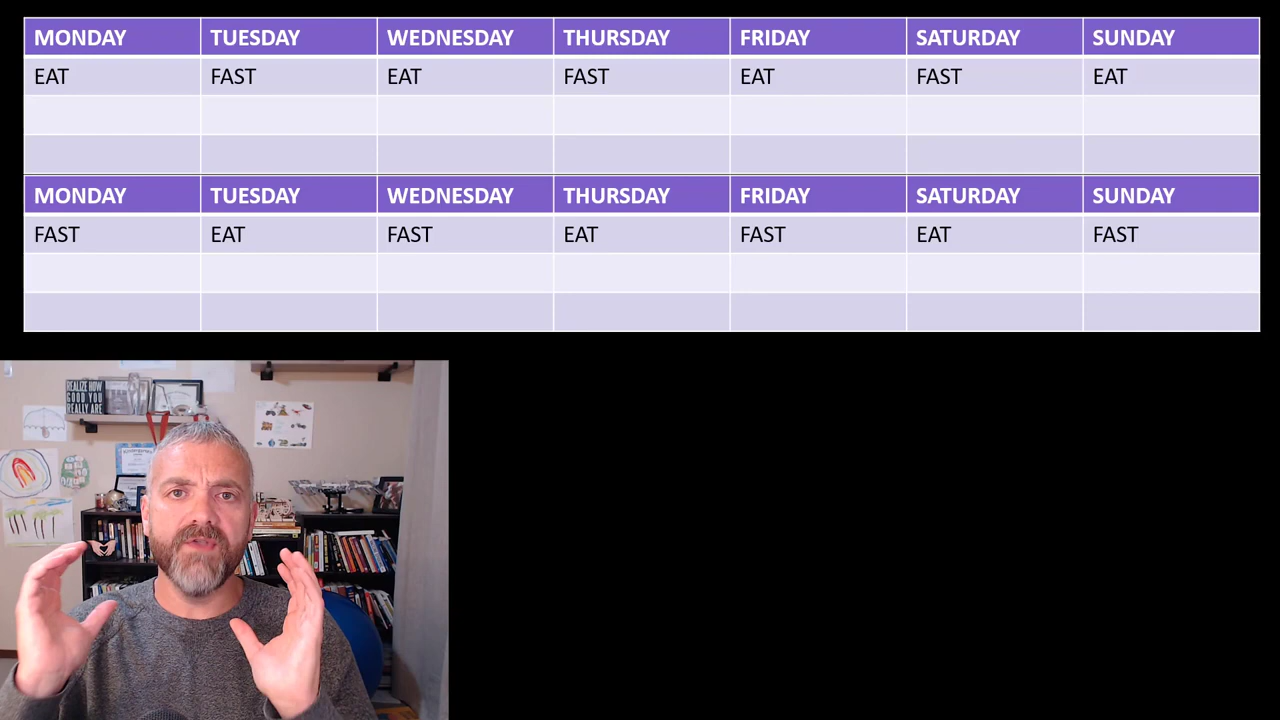 MONDAY TUESDAY WEDNESDAY THURSDAY FRIDAY SATURDAY SUNDAY
EAT FAST EAT FAST EAT FAST EAT
MONDAY TUESDAY WEDNESDAY THURSDAY FRIDAY SATURDAY SUNDAY
FAST EAT FAST EAT FAST EAT FAST
REALIZE HOW
GOOD YOU
REALLY ARE